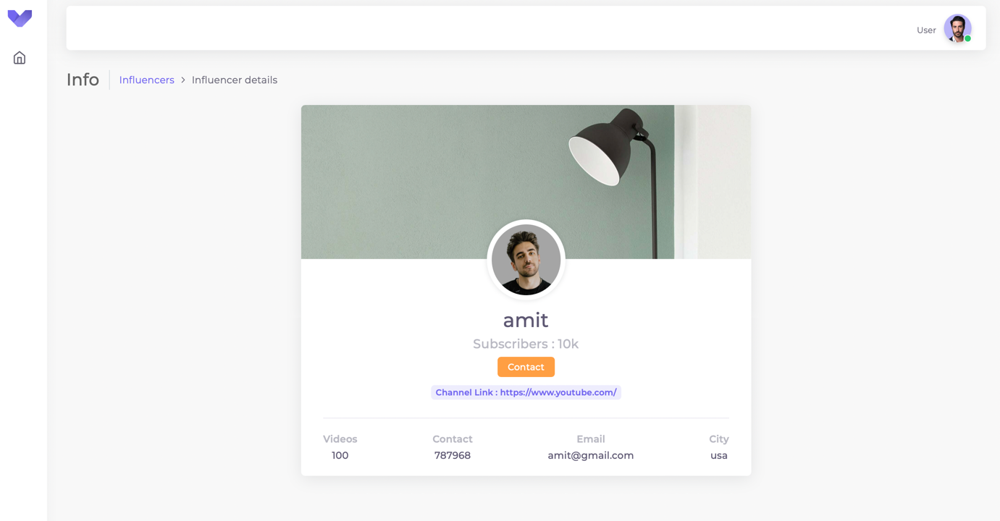 User
Info
Influencers > Influencer details
amit
Subscribers : 10k
Contact
Channel Link : https://www.youtube.com/
Videos Contact Email City
100 787968 amit@gmail.com usa